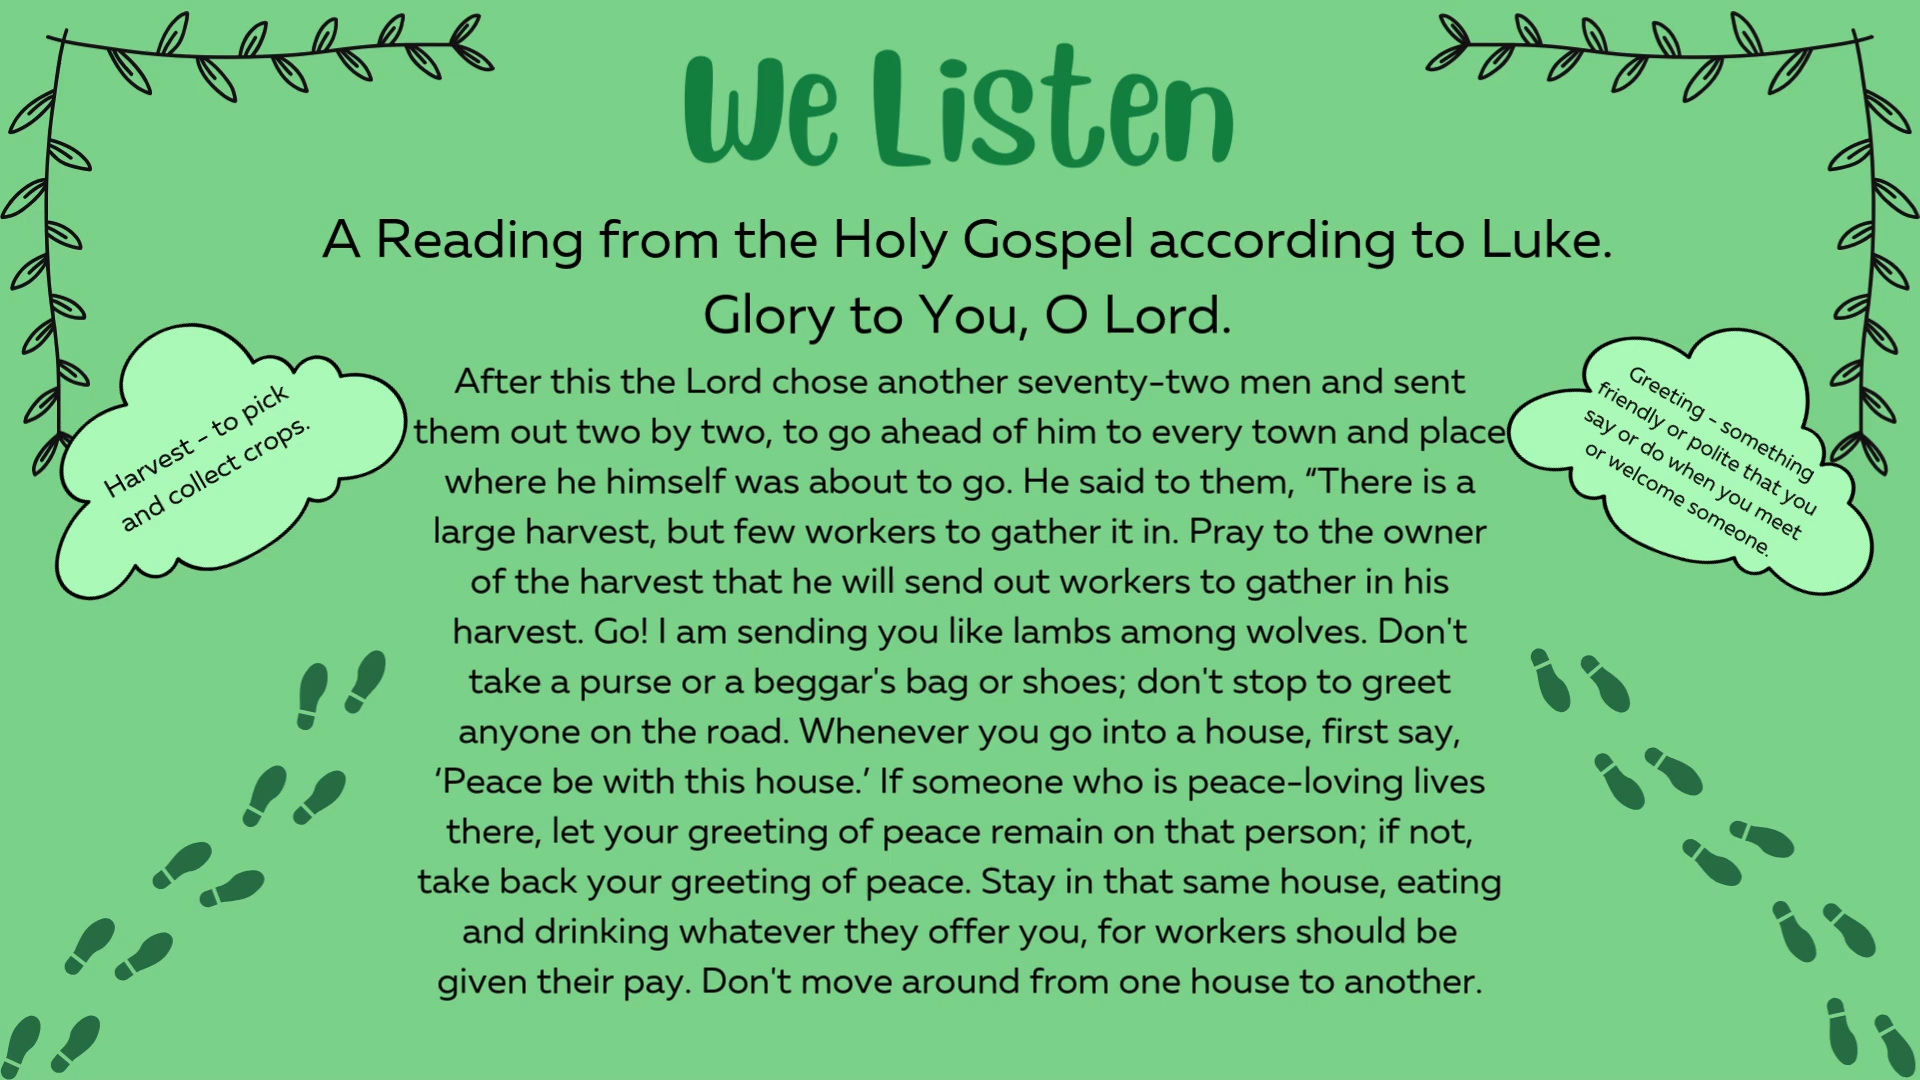 We Listen
A Reading from the Holy Gospel according to Luke.
Glory to You, O Lord.
After this the Lord chose another seventy-two men and sent
them out two by two, to go ahead of him to every town and place
where he himself was about to go. He said to them, “There is a
large harvest, but few workers to gather it in. Pray to the owner
of the harvest that he will send out workers to gather in his
harvest. Go! I am sending you like lambs among wolves. Don't
take a purse or a beggar's bag or shoes; don't stop to greet
anyone on the road. Whenever you go into a house, first say,
‘Peace be with this house.’ If someone who is peace-loving lives
there, let your greeting of peace remain on that person; if not,
take back your greeting of peace. Stay in that same house, eating
and drinking whatever they offer you, for workers should be
given their pay. Don't move around from one house to another.
Harvest - to pick
and collect crops.
Greeting - something
friendly or polite that you
say or do when you meet
or welcome someone.